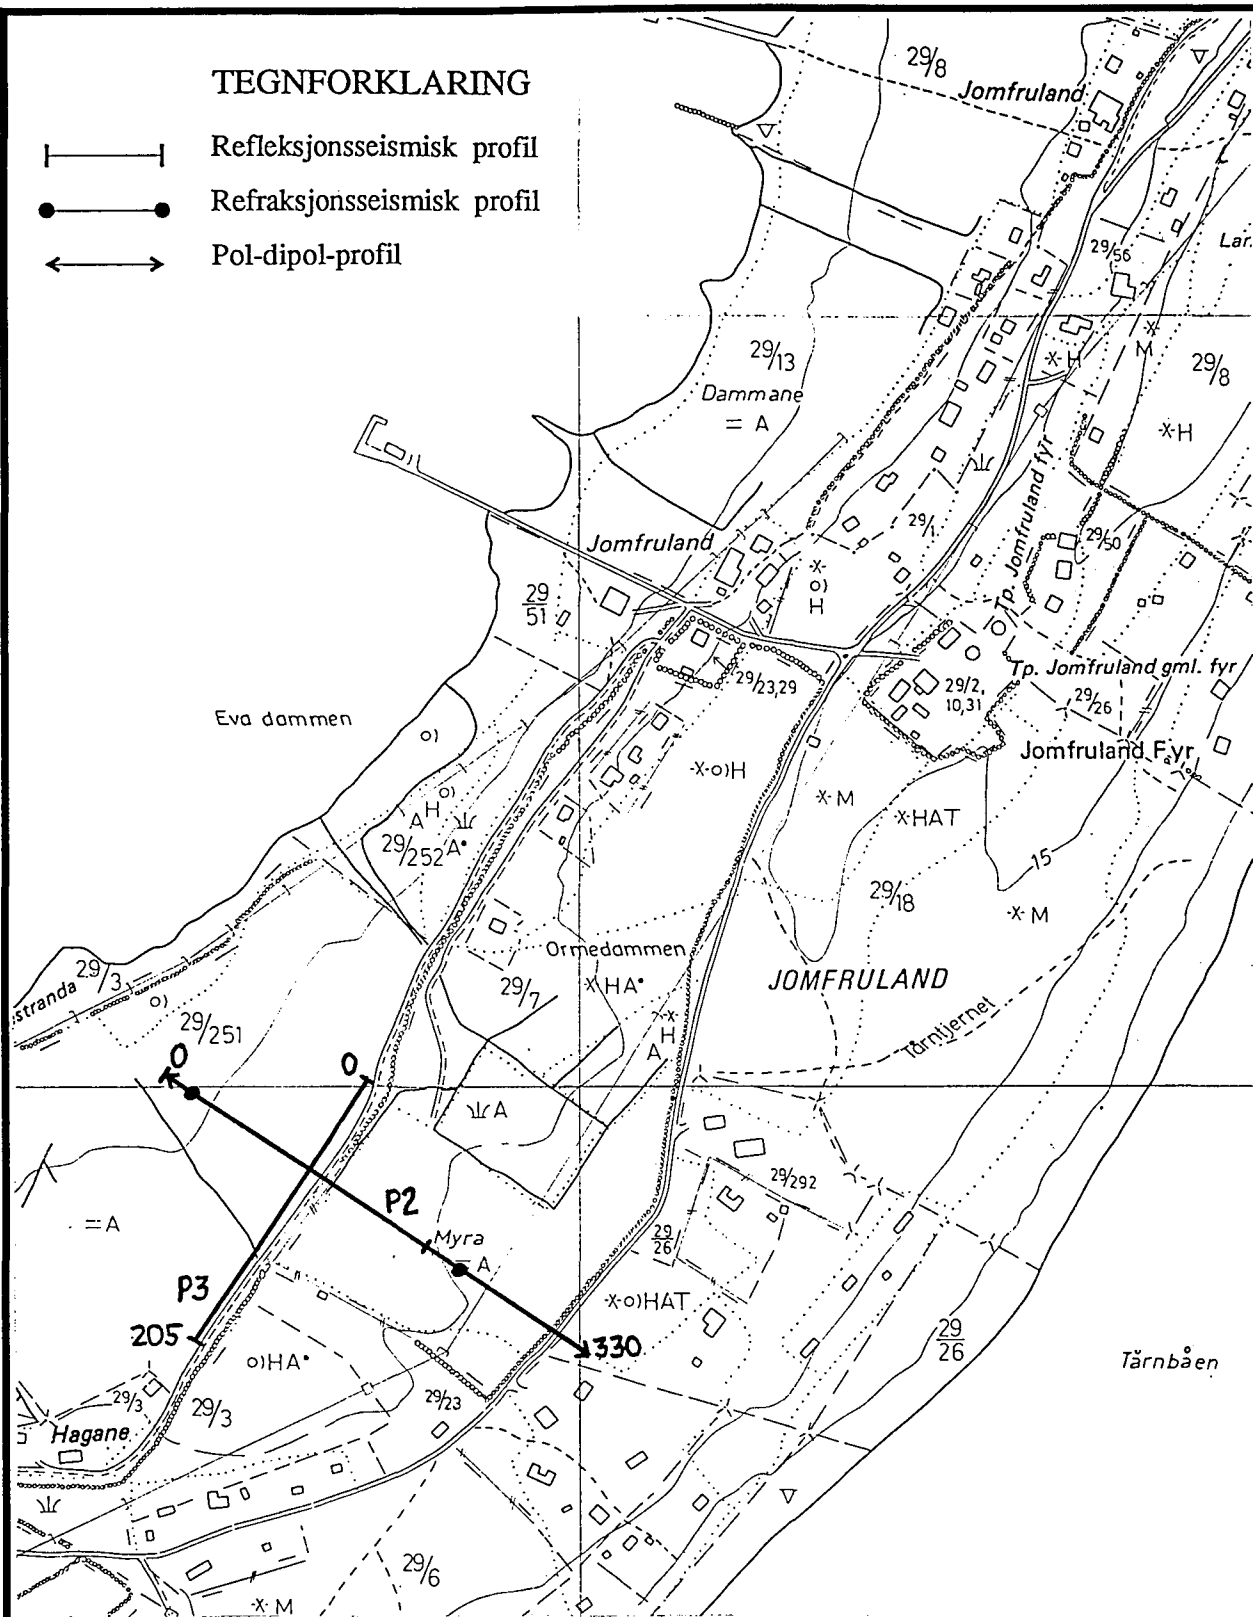 TEGNFORKLARING
Refleksjonsseismisk profil
Refraksjonsseismisk profil
Pol-dipol-profil
29/8
Jomfruland
29/56
29/13
Dammane
= A
H
M
29/8
H
Jomfruland
29/1
Tp. Jomfruland fyr
29/50
29/51
o)
H
Tp. Jomfruland gml. fyr
29/23,29
29/2,
10,31
29/26
Eva dammen
o)
Jomfruland Fyr
o)H
o)
A H
M
HAT
29/252
A•
15
29/18
M
Ormedammen
29/3
29/7
HA•
JOMFRULAND
o)
29/251
H
A
Tårntjernet
0
0
A
29/292
= A
P2
Myra
= A
29/26
P3
o)HAT
205
330
29/26
Tårnbåen
o)HA•
29/3
29/3
29/23
Hagane
29/6
M